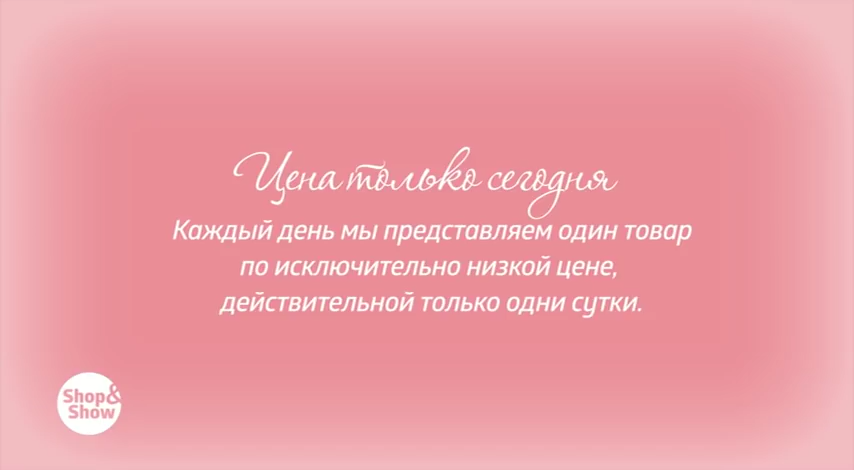 Цена только сегодня
Каждый день мы представляем один товар
по исключительно низкой цене,
действительной только одни сутки.
Shop&
Show